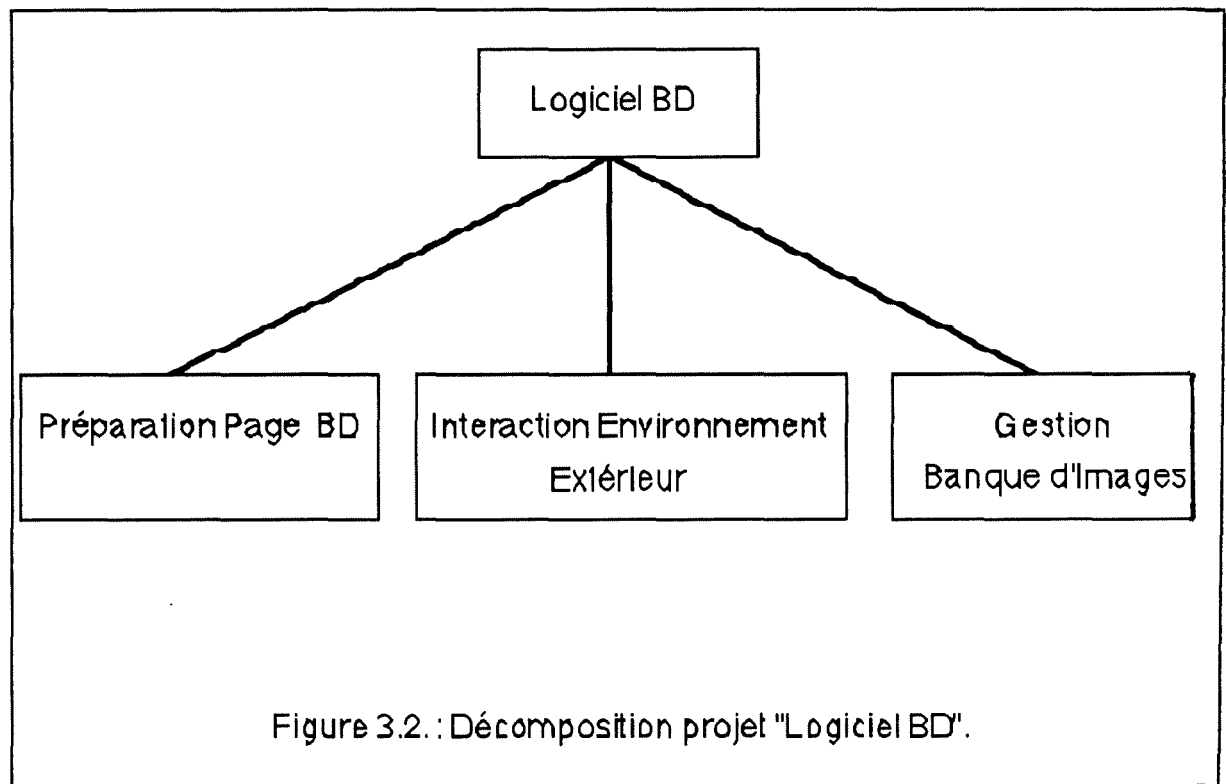 Logiciel BD
Préparation Page BD
Interaction Environnement
Extérieur
Gestion
Banque d'Images
Figure 3.2. : Décomposition projet "Logiciel BD".